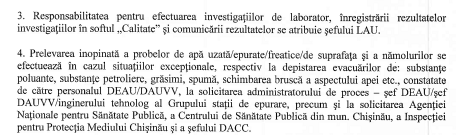 3. Responsabilitatea pentru efectuarea investigațiilor de laborator, înregistrării rezultatelor
investigațiilor în softul „Calitate” și comunicării rezultatelor se atribuie șefului LAU.
4. Prelevarea inopinată a probelor de apă uzată/epurate/freatice/de suprafața și a nămolurilor se
efectuează în cazul situațiilor excepționale, respectiv la depistarea evacuărilor de: substanțe
poluante, substanțe petroliere, grăsimi, spumă, schimbarea bruscă a aspectului apei etc., constatate
de către personalul DEAU/DAUVV, la solicitarea administratorului de proces – șef DEAU/șef
DAUVV/inginerului tehnolog al Grupului stații de epurare, precum și la solicitarea Agenției
Naționale pentru Sănătate Publică, a Centrului de Sănătate Publică din mun. Chișinău, a Inspecției
pentru Protecția Mediului Chișinău și a șefului DACC.